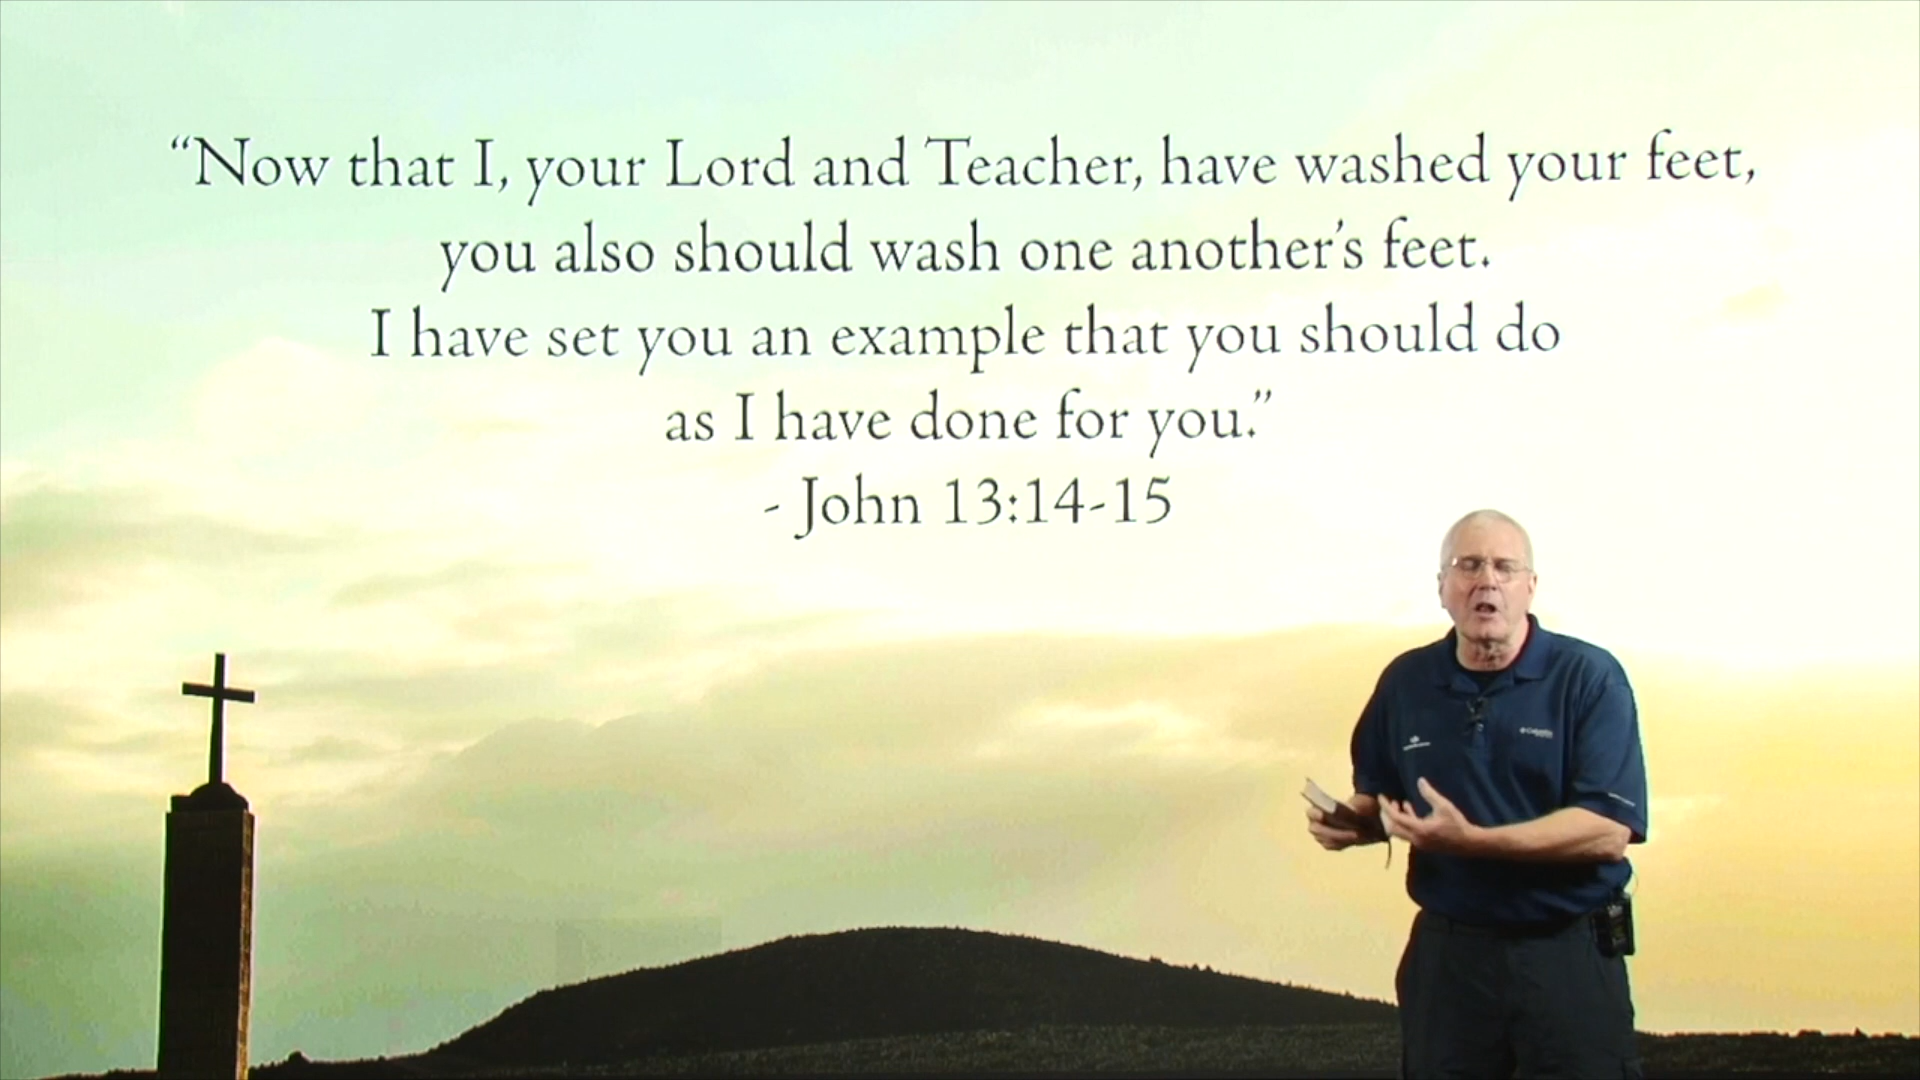 “Now that I, your Lord and Teacher, have washed your feet,
you also should wash one another’s feet.
I have set you an example that you should do
as I have done for you.”
- John 13:14-15
Columbia